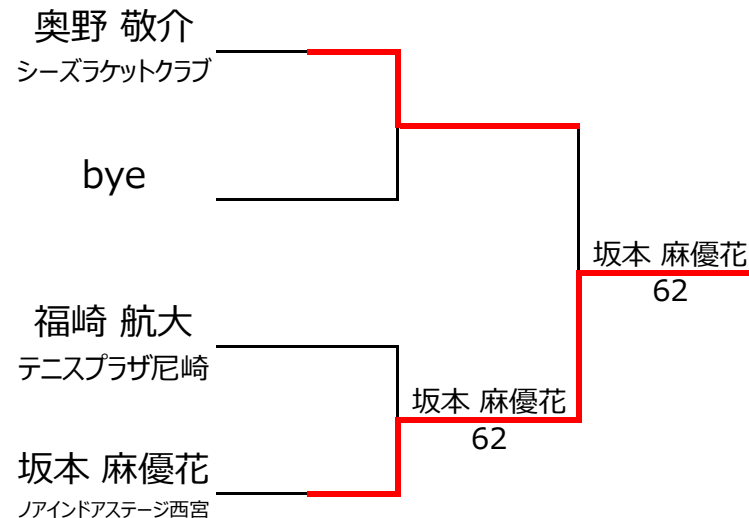 奥野 敬介
シーズラケットクラブ
bye
坂本 麻優花
62
福崎 航大
テニスプラザ尼崎
坂本 麻優花
62
坂本 麻優花
ノアインドアステージ西宮